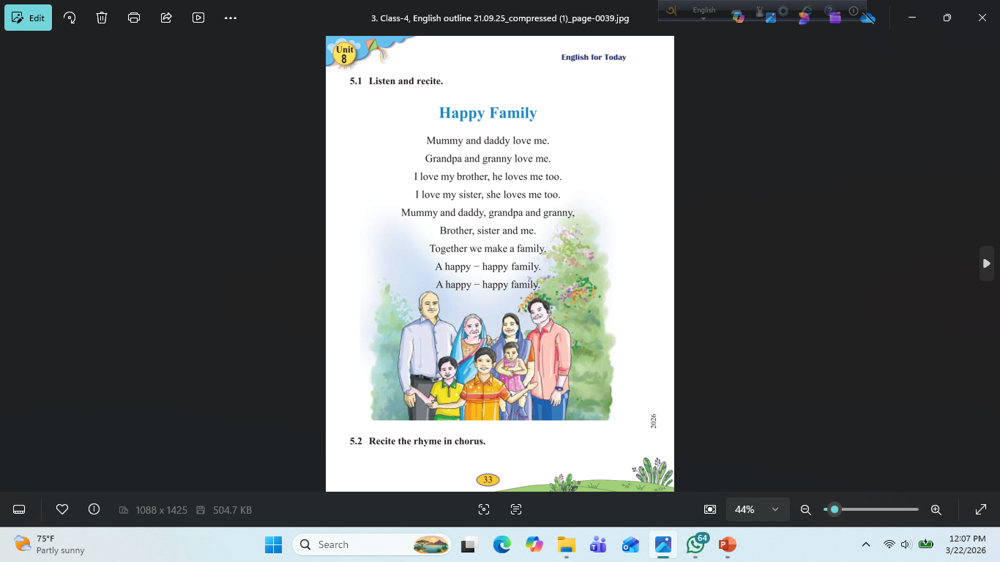 Edit
3. Class-4, English outline 21.09.25_compressed (1)_page-0039.jpg
English
Unit
8
English for Today
5.1 Listen and recite.
Happy Family
Mummy and daddy love me.
Grandpa and granny love me.
I love my brother, he loves me too.
I love my sister, she loves me too.
Mummy and daddy, grandpa and granny,
Brother, sister and me.
Together we make a family.
A happy − happy family.
A happy − happy family.
2026
5.2 Recite the rhyme in chorus.
33
1088 x 1425 504.7 KB
44%
75°F
Partly sunny
Search
64
12:07 PM
3/22/2026